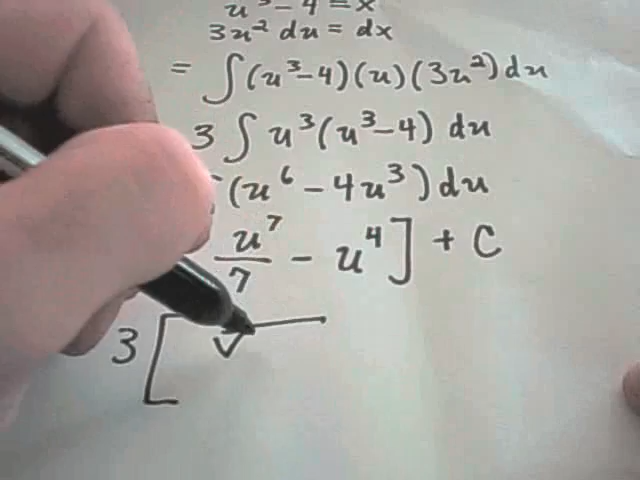 u³ - 4 = x
3u² du = dx
= ∫ (u³-4)(u)(3u²) du
3 ∫ u³(u³-4) du
(u⁶ - 4u³) du
u⁷/7 - u⁴] + C
3 [ √